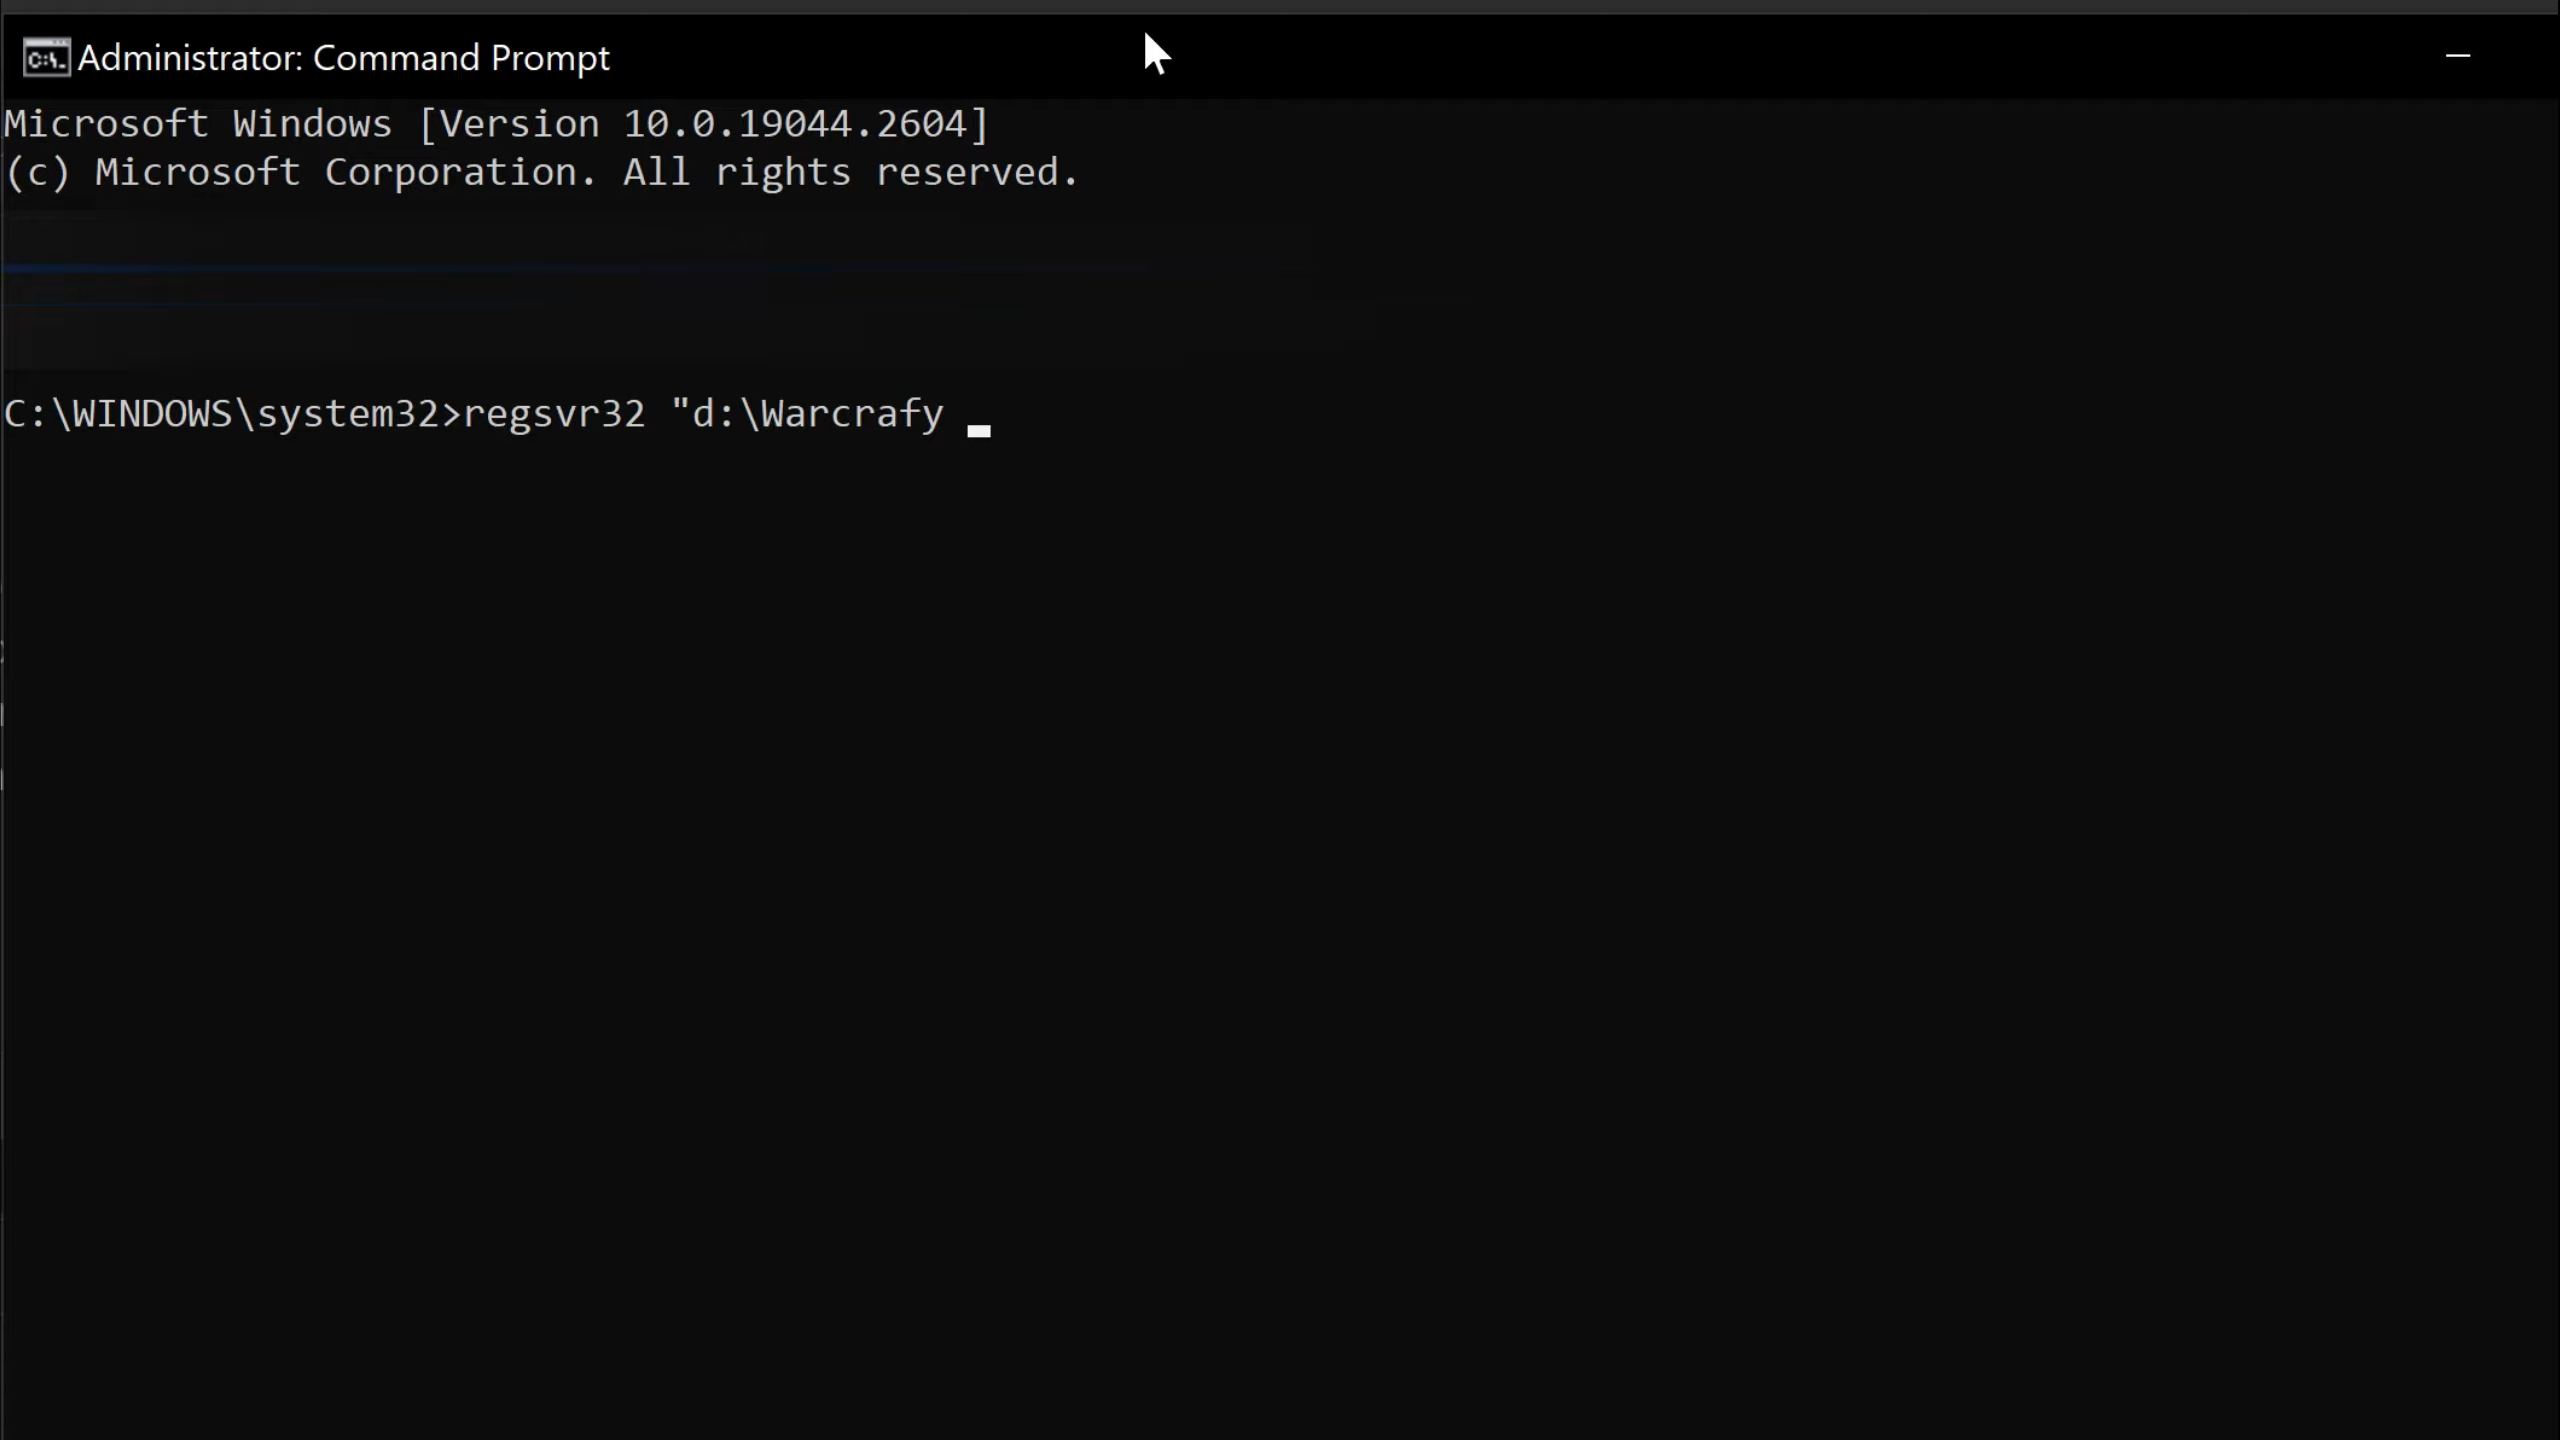 Administrator: Command Prompt
Microsoft Windows [Version 10.0.19044.2604]
(c) Microsoft Corporation. All rights reserved.
C:\WINDOWS\system32>regsvr32 "d:\Warcrafy